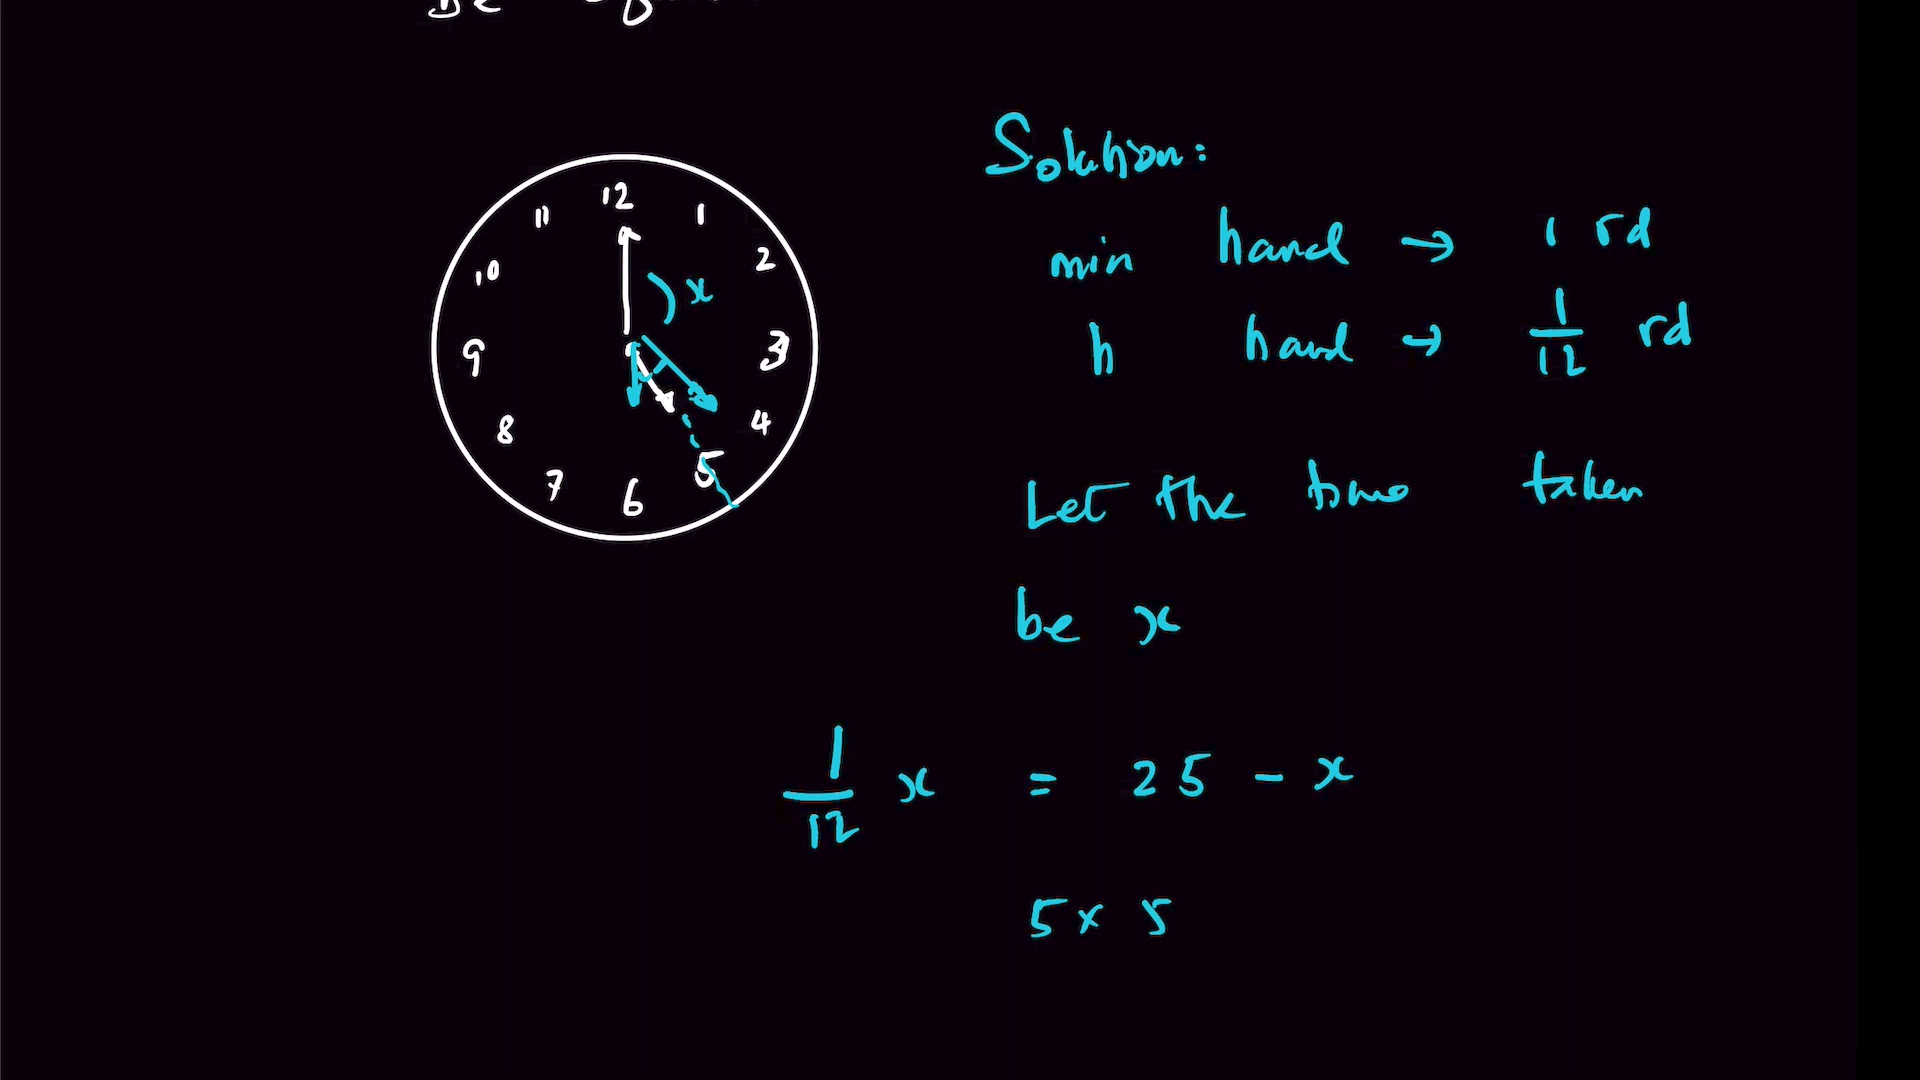 12
11 1
10 2
9 3
8 4
7 5
6
x
Solution:
min hand → 1 rd
h hand → 1/12 rd
Let the time taken
be x
1/12 x = 25 - x
5 x 5